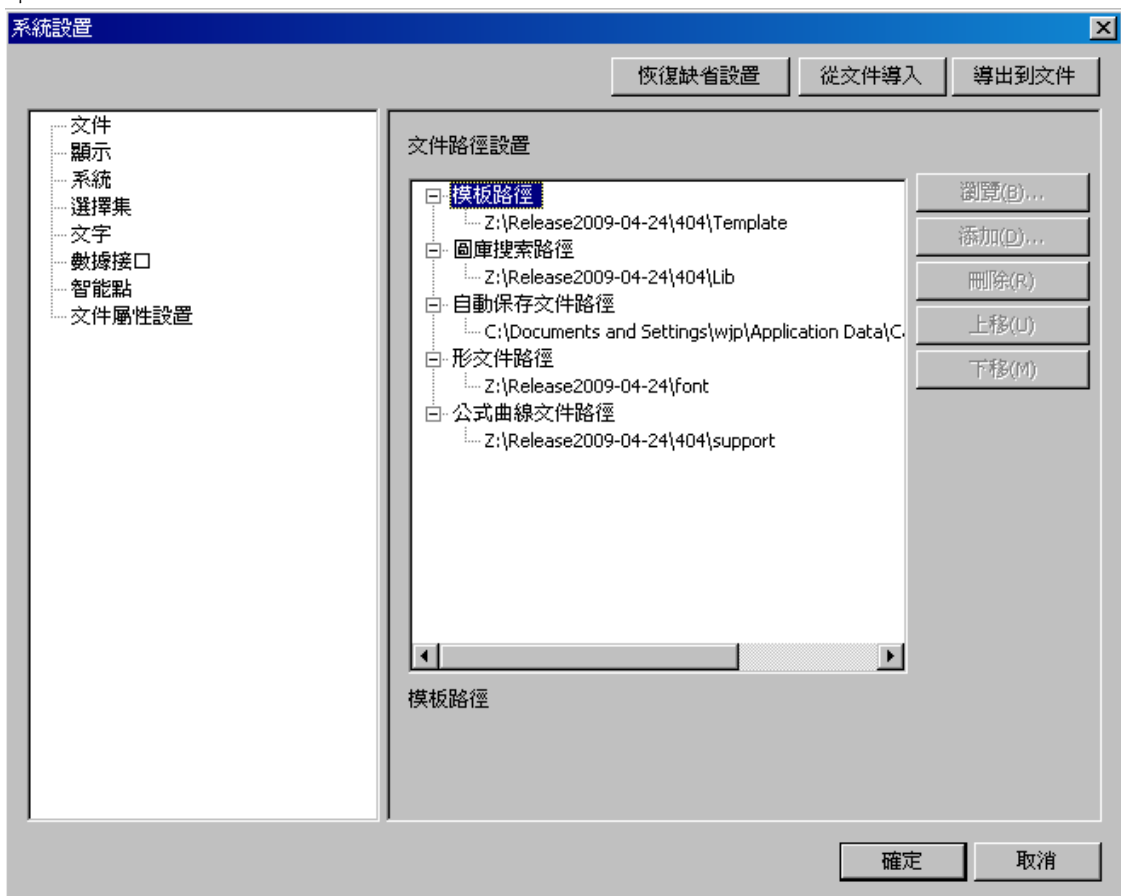 系統設置
恢復缺省設置 從文件導入 導出到文件
文件
顯示
系統
選擇集
文字
數據接口
智能點
文件屬性設置
文件路徑設置
模板路徑
Z:\Release2009-04-24\404\Template
圖庫搜索路徑
Z:\Release2009-04-24\404\Lib
自動保存文件路徑
C:\Documents and Settings\wjp\Application Data\C
形文件路徑
Z:\Release2009-04-24\font
公式曲線文件路徑
Z:\Release2009-04-24\404\support
瀏覽(B)...
添加(D)...
刪除(R)
上移(U)
下移(M)
模板路徑
確定 取消